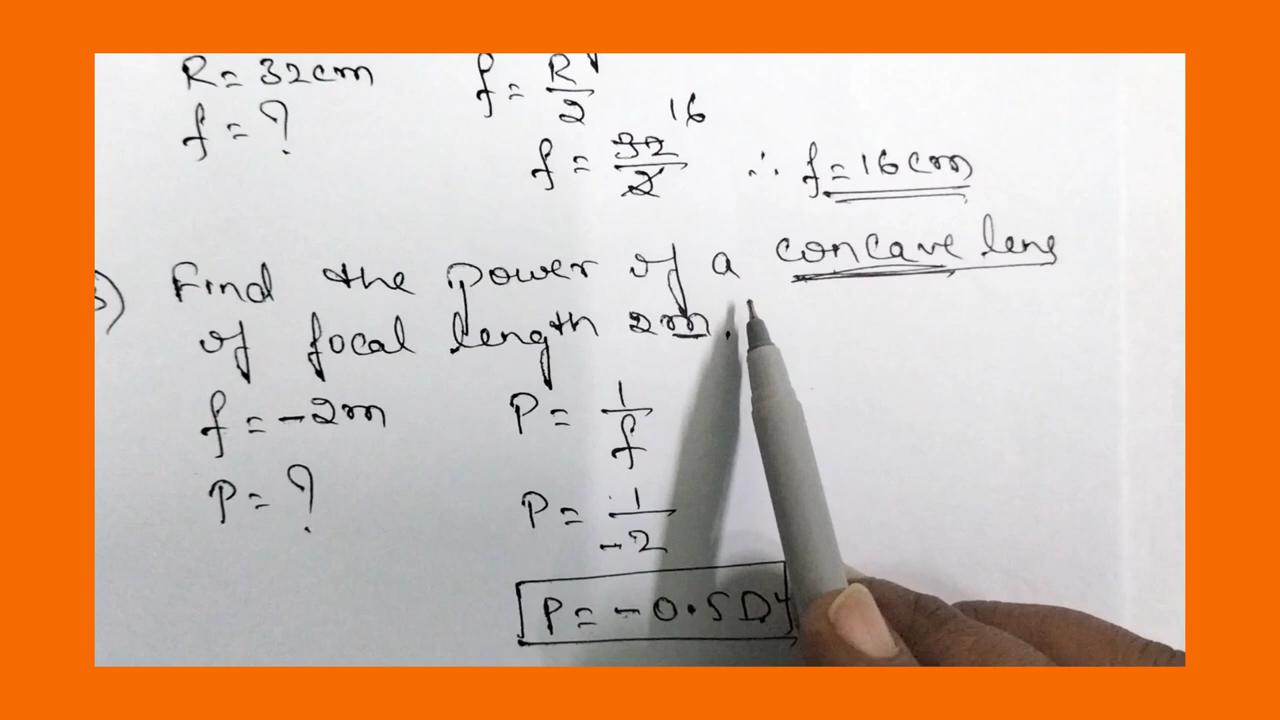 R = 32cm
f = R/2
f = ?
f = 32/2 16
∴ f = 16cm
Find the power of a concave lens
of focal length 2m.
f = -2m
P = 1/f
P = ?
P = 1/-2
P = -0.5D